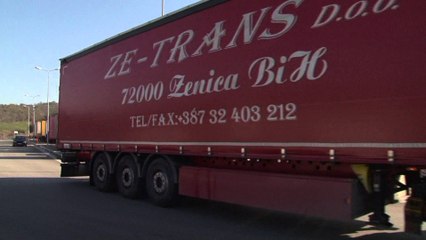 ZE-TRANS D.O.O.
72000 Zenica BiH
TEL/FAX:+387 32 403 212